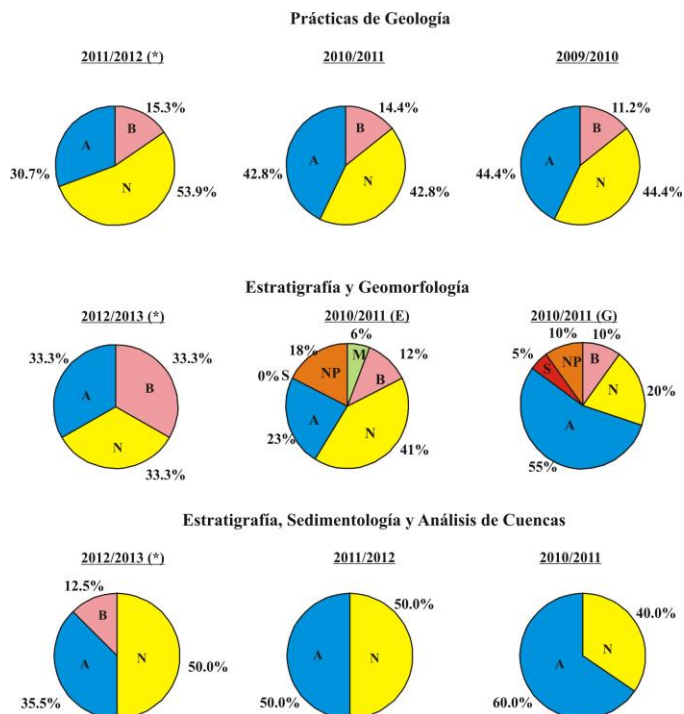 Prácticas de Geología
2011/2012 (*) 2010/2011 2009/2010
15.3% 14.4% 11.2%
B B B
A A A
30.7% 42.8% 44.4%
N N N
53.9% 42.8% 44.4%
Estratigrafía y Geomorfología
2012/2013 (*) 2010/2011 (E) 2010/2011 (G)
6% 10% 10%
33.3% 33.3% 18% M 12% 5% NP B
B NP B S N 20%
0% S
A A A
N 23% N 41%
33.3% 55%
Estratigrafía, Sedimentología y Análisis de Cuencas
2012/2013 (*) 2011/2012 2010/2011
12.5% 50.0% 40.0%
B
A N A N N
A
50.0%
35.5% 50.0% 60.0%